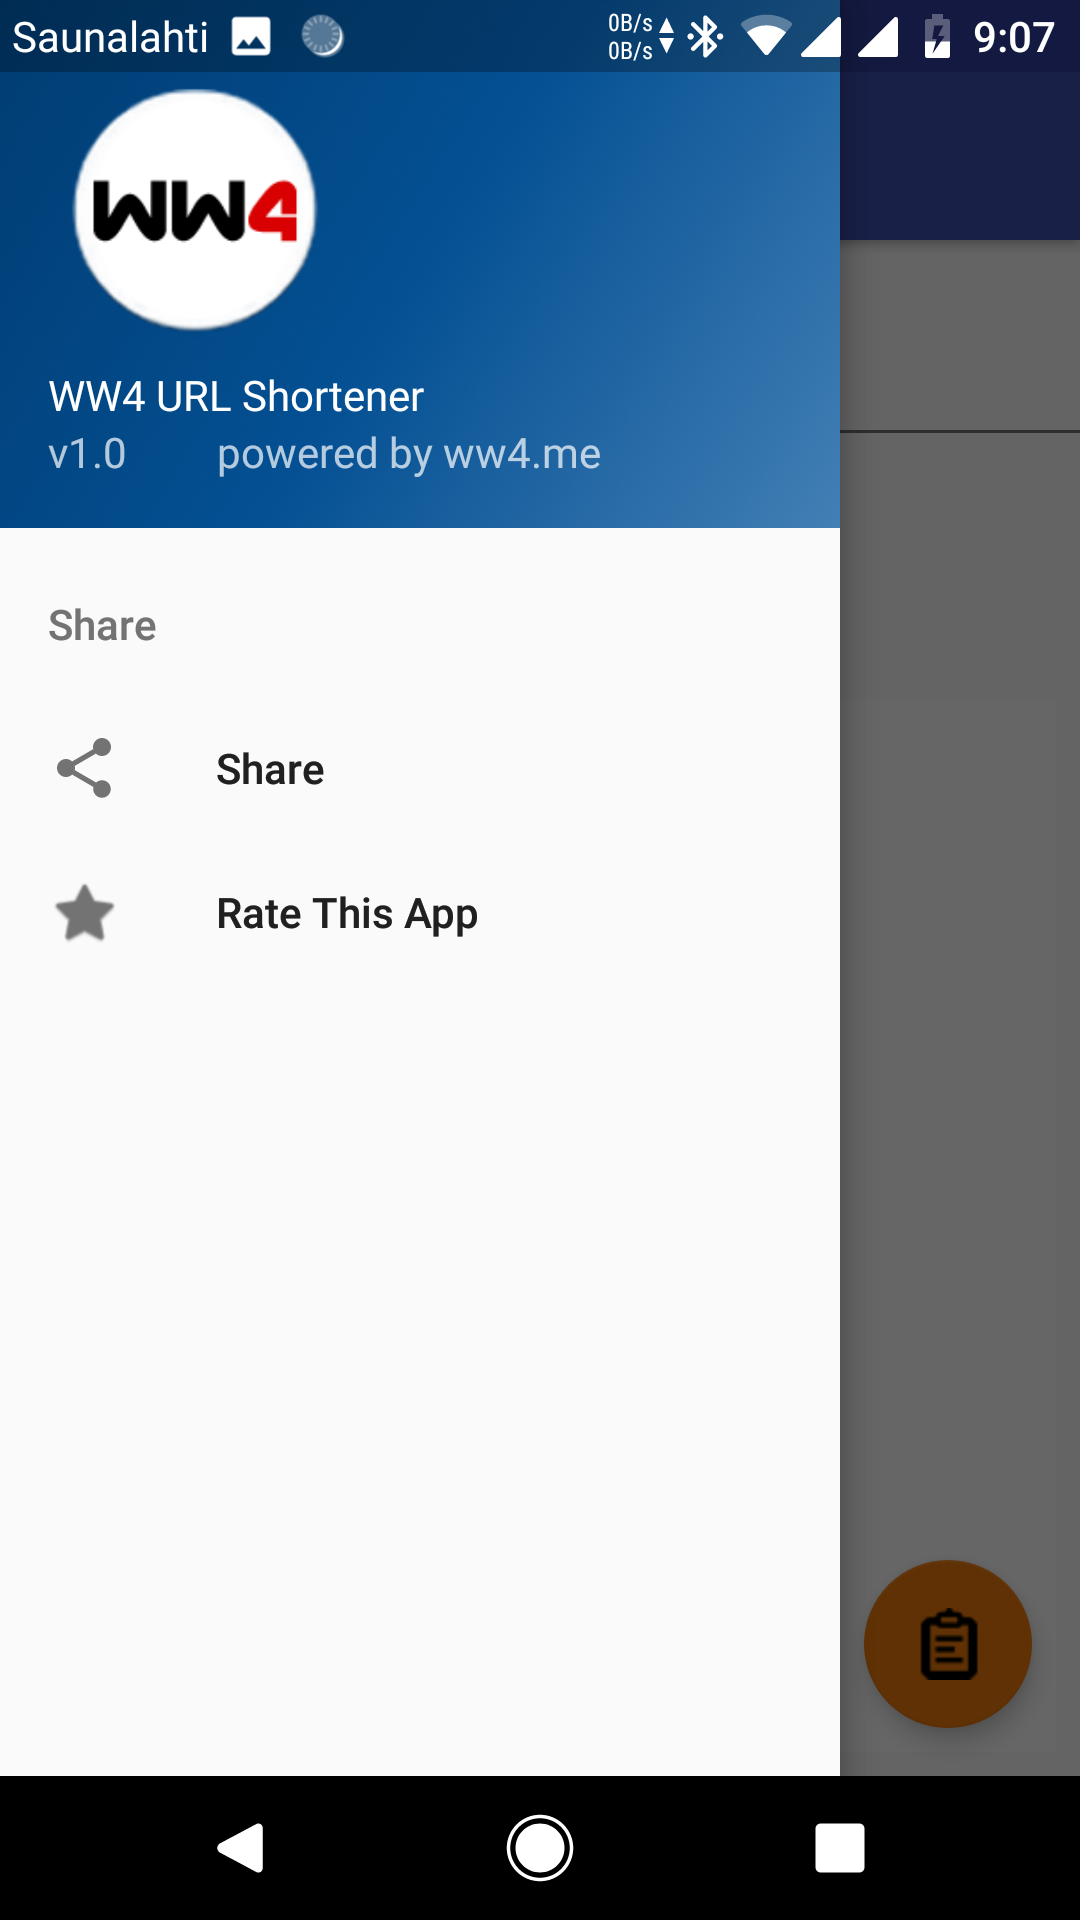 Saunalahti 0B/s 9:07
0B/s
WW4
WW4 URL Shortener
v1.0 powered by ww4.me
Share
Share
Rate This App